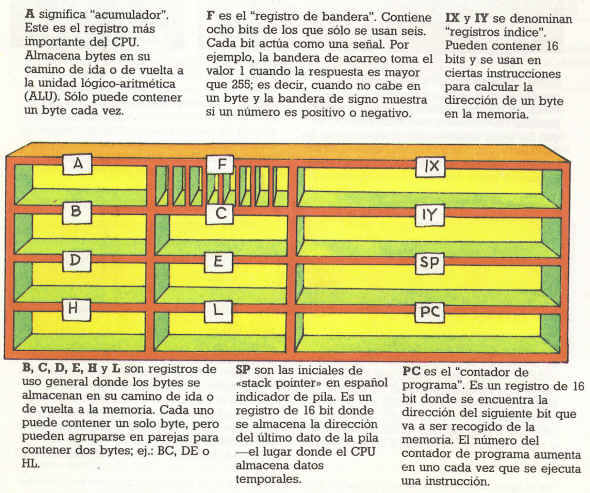 A significa “acumulador”.
Este es el registro más
importante del CPU.
Almacena bytes en su
camino de ida o de vuelta a
la unidad lógico-aritmética
(ALU). Sólo puede contener
un byte cada vez.
F es el “registro de bandera”. Contiene
ocho bits de los que sólo se usan seis.
Cada bit actúa como una señal. Por
ejemplo, la bandera de acarreo toma el
valor 1 cuando la respuesta es mayor
que 255; es decir, cuando no cabe en
un byte y la bandera de signo muestra
si un número es positivo o negativo.
IX y IY se denominan
“registros índice”.
Pueden contener 16
bits y se usan en
ciertas instrucciones
para calcular la
dirección de un byte
en la memoria.
A
F
IX
B
C
IY
D
E
SP
H
L
PC
B, C, D, E, H y L son registros de
uso general donde los bytes se
almacenan en su camino de ida o
de vuelta a la memoria. Cada uno
puede contener un solo byte, pero
pueden agruparse en parejas para
contener dos bytes; ej.: BC, DE o
HL.
SP son las iniciales de
«stack pointer» en español
indicador de pila. Es un
registro de 16 bit donde
se almacena la dirección
del último dato de la pila
—el lugar donde el CPU
almacena datos
temporales.
PC es el “contador de
programa”. Es un registro de 16
bit donde se encuentra la
dirección del siguiente bit que
va a ser recogido de la
memoria. El número del
contador de programa aumenta
en uno cada vez que se ejecuta
una instrucción.